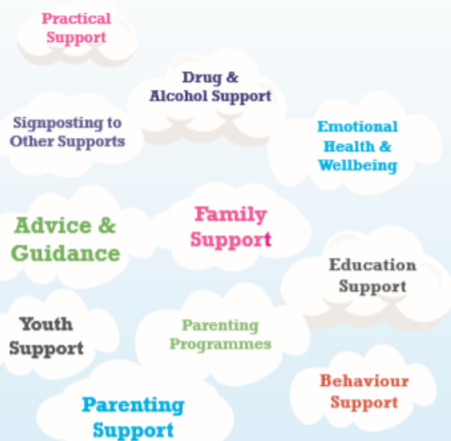 Practical
Support
Drug &
Alcohol Support
Signposting to
Other Supports
Emotional
Health &
Wellbeing
Advice &
Guidance
Family
Support
Education
Support
Youth
Support
Parenting
Programmes
Behaviour
Support
Parenting
Support